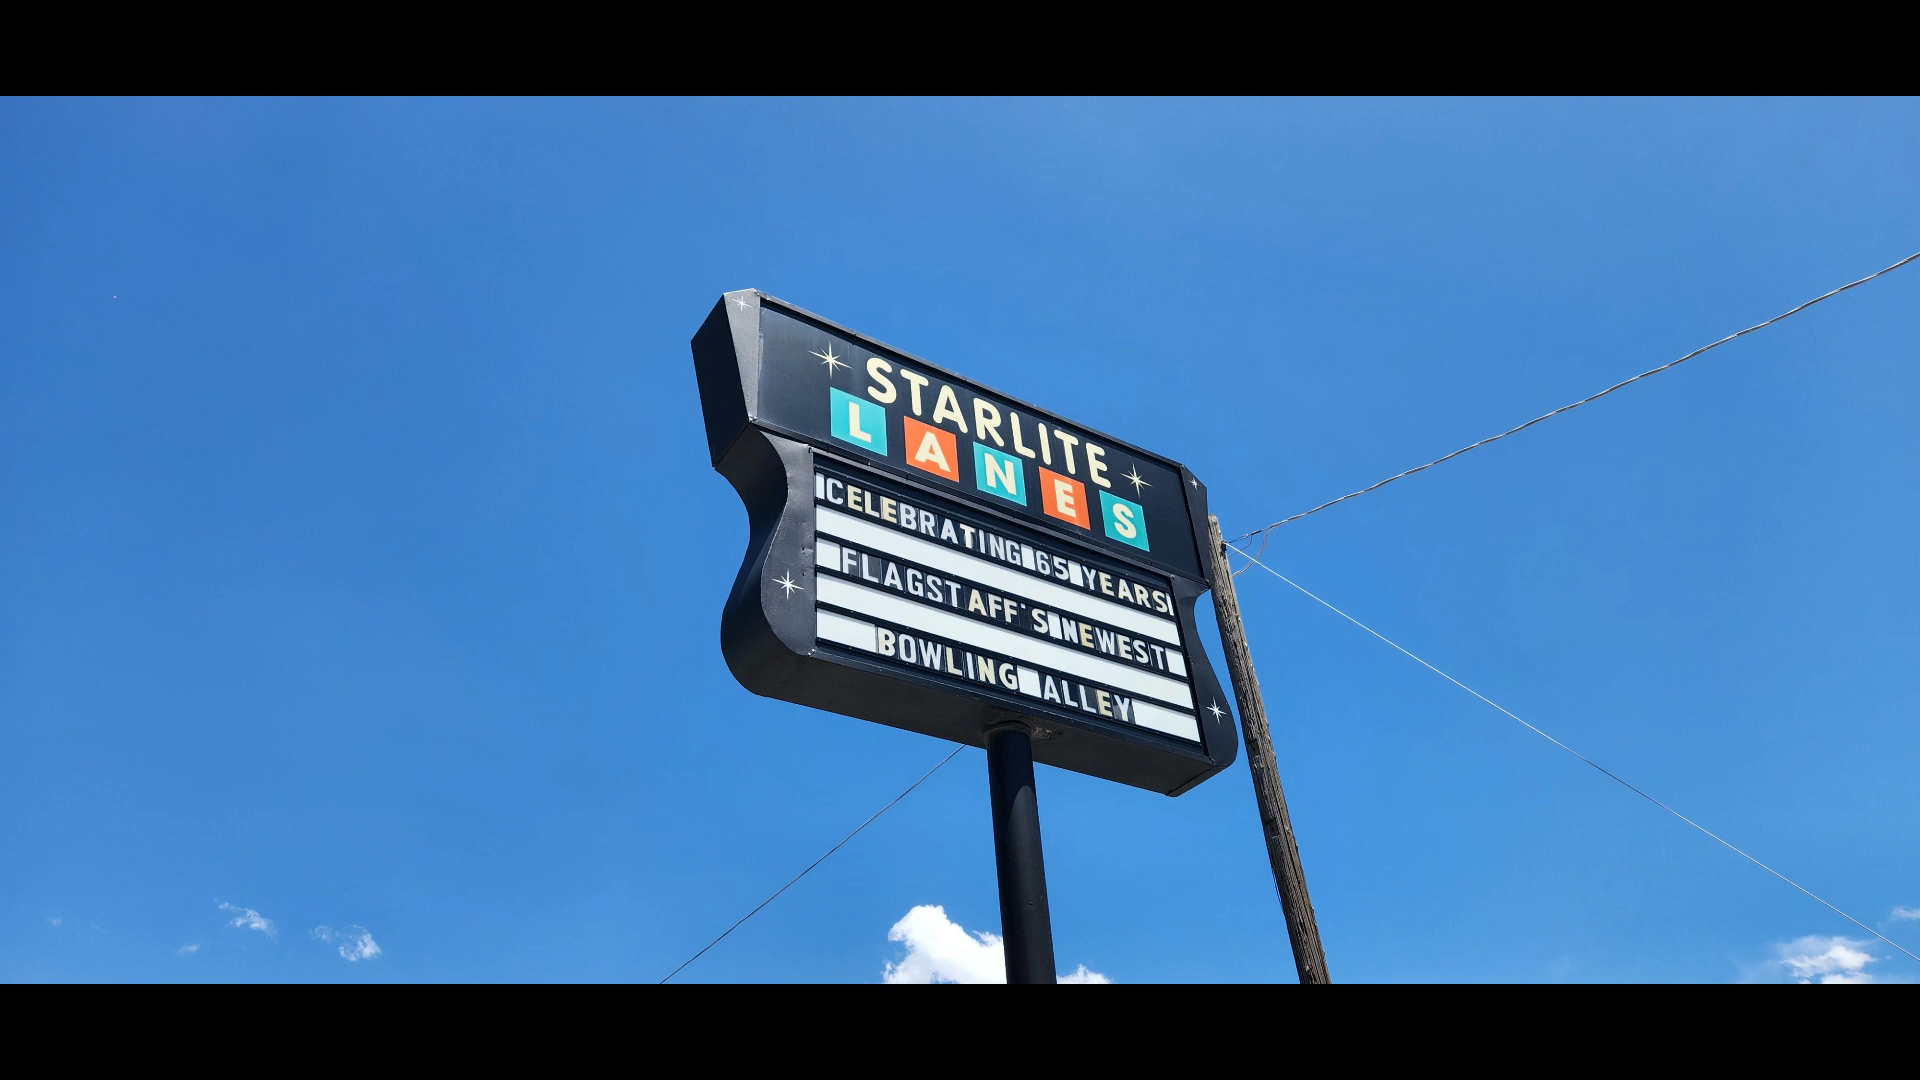 STARLITE
LANES
CELEBRATING 65 YEARS
FLAGSTAFF'S NEWEST
BOWLING ALLEY